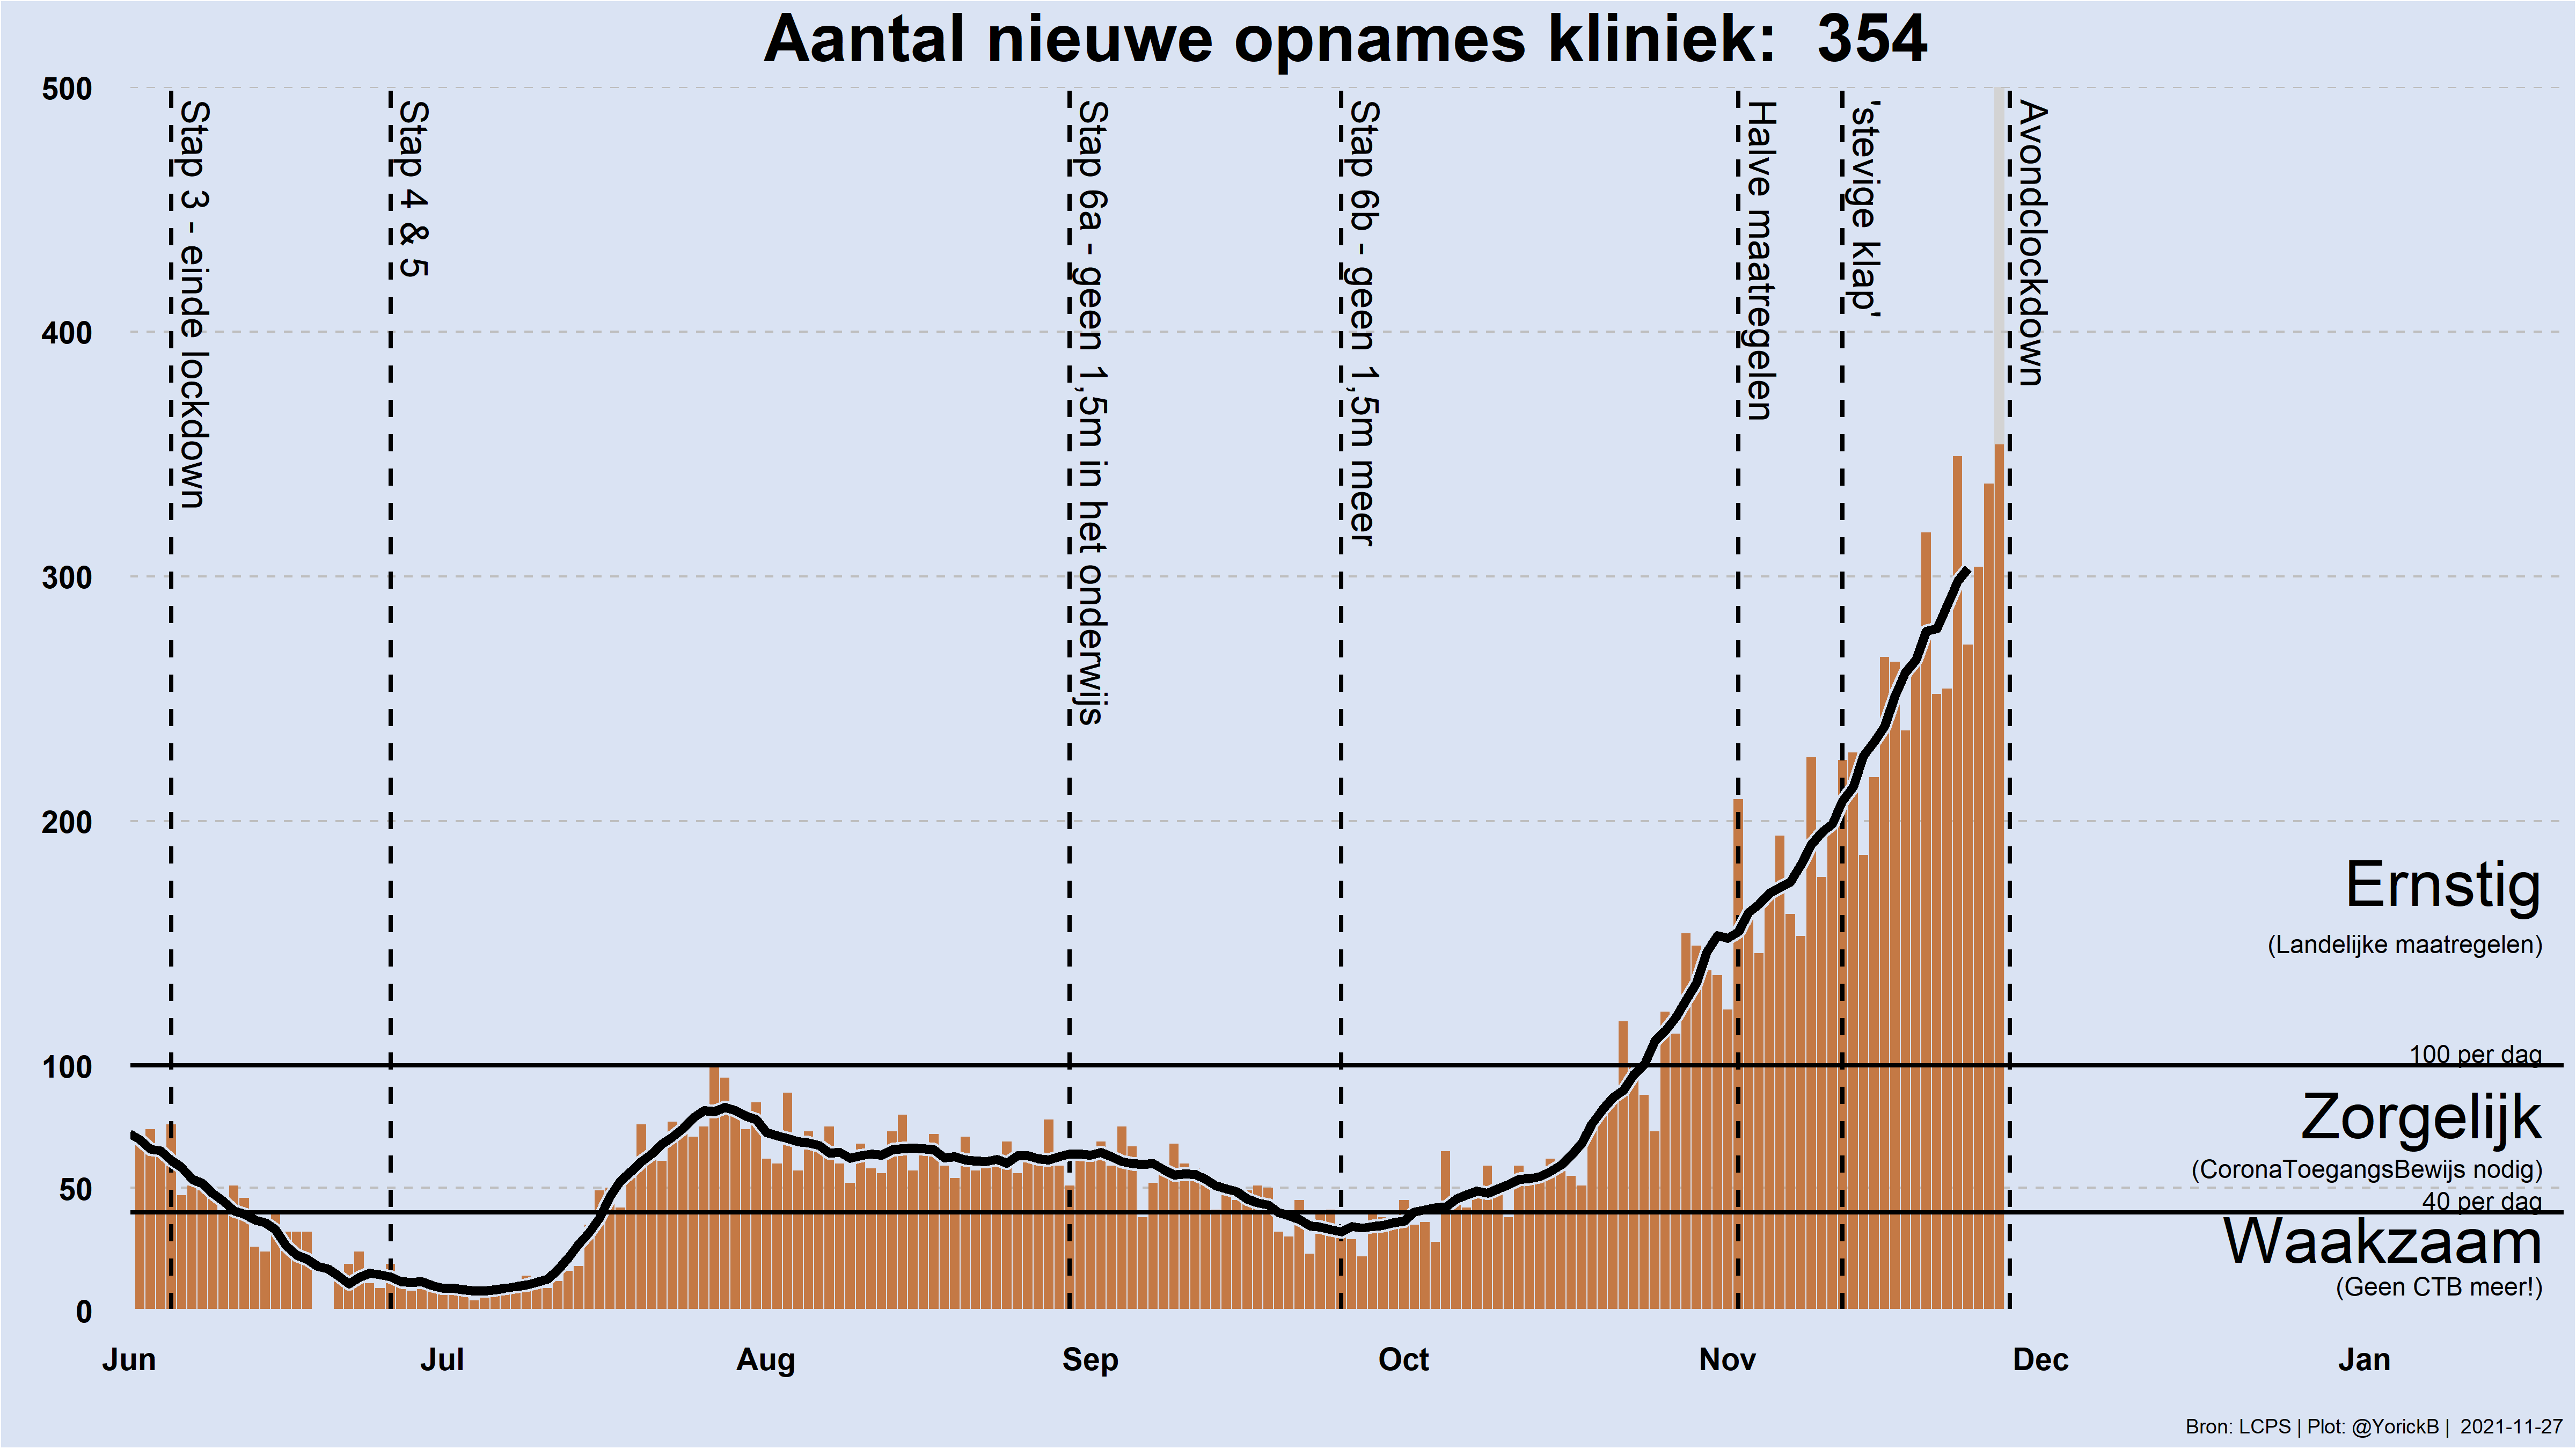 Aantal nieuwe opnames kliniek: 354
500
400
300
200
100
50
0
Stap 3 - einde lockdown
Stap 4 & 5
Stap 6a - geen 1,5m in het onderwijs
Stap 6b - geen 1,5m meer
Halve maatregelen
'stevige klap'
Avondclockdown
Ernstig
(Landelijke maatregelen)
100 per dag
Zorgelijk
(CoronaToegangsBewijs nodig)
40 per dag
Waakzaam
(Geen CTB meer!)
Jun Jul Aug Sep Oct Nov Dec Jan
Bron: LCPS | Plot: @YorickB | 2021-11-27